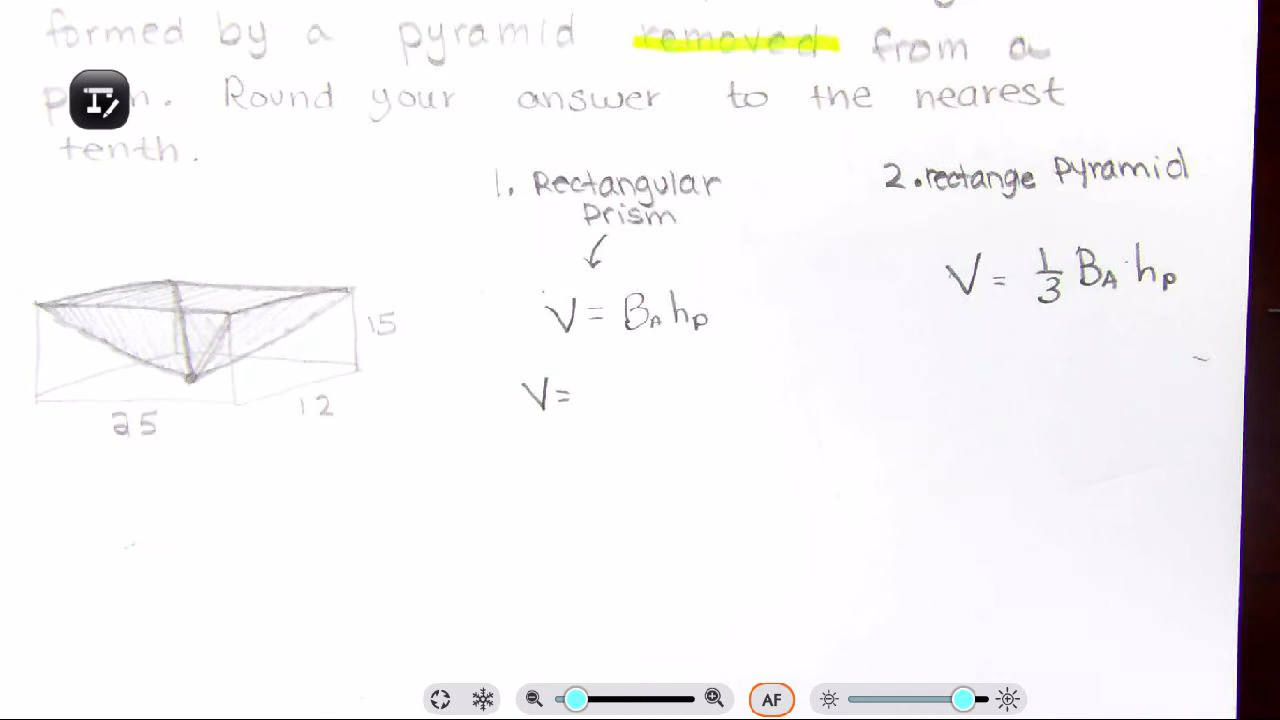 formed by a pyramid removed from a
Round your answer to the nearest
tenth.
1. Rectangular
Prism
V = B_A h_p
V =
2. rectange pyramid
V = 1/3 B_A · h_p
15
12
25
AF